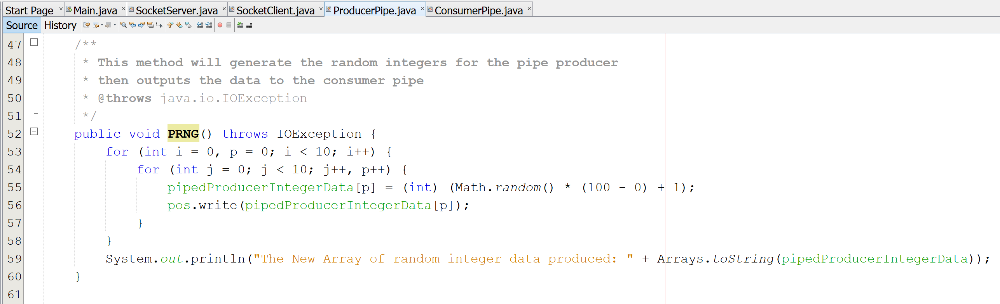 Start Page × Main.java × SocketServer.java × SocketClient.java × ProducerPipe.java × ConsumerPipe.java ×
Source History
47 /**
48 * This method will generate the random integers for the pipe producer
49 * then outputs the data to the consumer pipe
50 * @throws java.io.IOException
51 */
52 public void PRNG() throws IOException {
53 for (int i = 0, p = 0; i < 10; i++) {
54 for (int j = 0; j < 10; j++, p++) {
55 pipedProducerIntegerData[p] = (int) (Math.random() * (100 - 0) + 1);
56 pos.write(pipedProducerIntegerData[p]);
57 }
58 }
59 System.out.println("The New Array of random integer data produced: " + Arrays.toString(pipedProducerIntegerData));
60 }
61